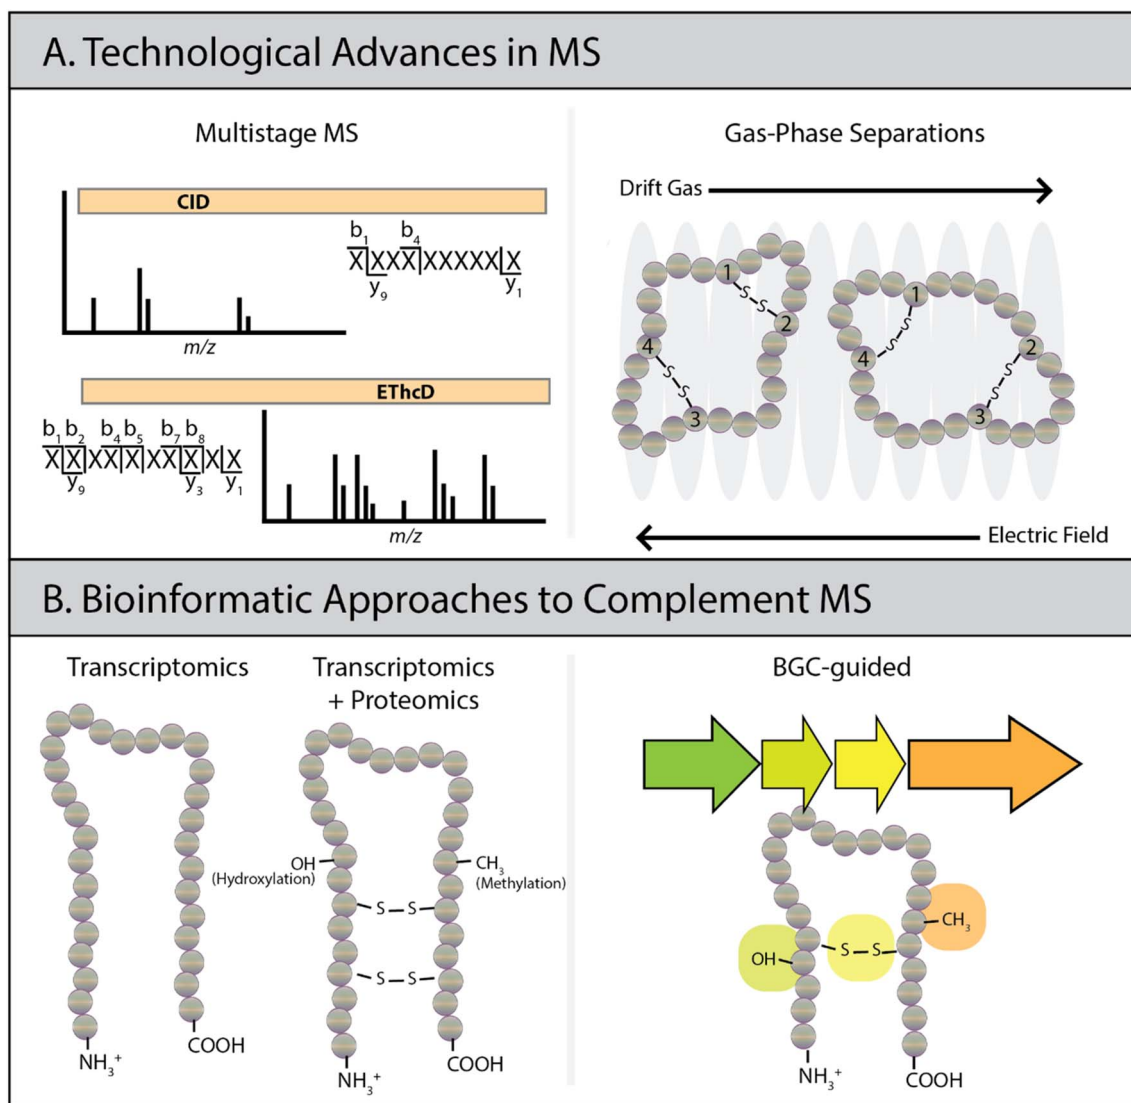 A. Technological Advances in MS
Multistage MS
CID
b1 b4
XXXXXXXXXX
y9 y1
m/z
EThcD
b1 b2 b4 b5 b7 b8
XXXXXXXXXX
y9 y3 y1
m/z
Gas-Phase Separations
Drift Gas
1
S
S
2
4
S
S
3
1
S
S
4
2
S
S
3
Electric Field
B. Bioinformatic Approaches to Complement MS
Transcriptomics
NH3+
COOH
Transcriptomics
+ Proteomics
OH
(Hydroxylation)
CH3
(Methylation)
S S
S S
NH3+
COOH
BGC-guided
CH3
OH
S S
NH3+
COOH